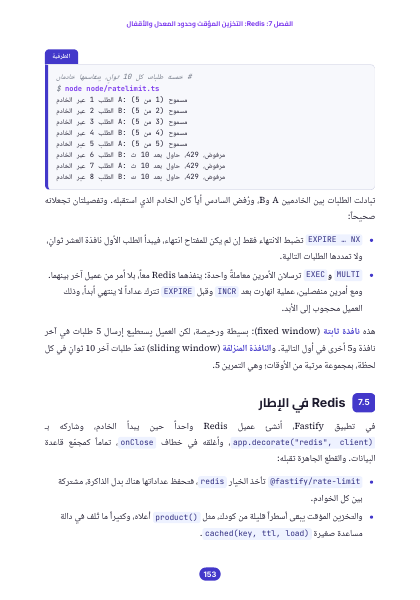 الفصل 7: Redis: التخزين المؤقت وحدود المعدل والأقفال
الطرفية
# خمسة طلبات كل 10 ثوانٍ، يتقاسمها خادمان
$ node node/ratelimit.ts
الطلب 1 عبر الخادم A: مسموح (1 من 5)
الطلب 2 عبر الخادم B: مسموح (2 من 5)
الطلب 3 عبر الخادم A: مسموح (3 من 5)
الطلب 4 عبر الخادم B: مسموح (4 من 5)
الطلب 5 عبر الخادم A: مسموح (5 من 5)
الطلب 6 عبر الخادم B: مرفوض، 429، حاول بعد 10 ث
الطلب 7 عبر الخادم A: مرفوض، 429، حاول بعد 10 ث
الطلب 8 عبر الخادم B: مرفوض، 429، حاول بعد 10 ث
تبادلت الطلبات بين الخادمين A وB، ورُفض السادس أياً كان الخادم الذي استقبله. وتفصيلتان تجعلانه
صحيحاً:
• EXPIRE … NX تضبط الانتهاء فقط إن لم يكن للمفتاح انتهاء، فيبدأ الطلب الأول نافذة العشر ثوانٍ،
ولا تمددها الطلبات التالية.
• MULTI و EXEC ترسلان الأمرين معاملةً واحدة: ينفذهما Redis معاً، بلا أمر من عميل آخر بينهما.
ومع أمرين منفصلين، عملية انهارت بعد INCR وقبل EXPIRE تترك عداداً لا ينتهي أبداً، وذلك
العميل محجوب إلى الأبد.
هذه نافذة ثابتة (fixed window): بسيطة ورخيصة، لكن العميل يستطيع إرسال 5 طلبات في آخر
نافذة و5 أخرى في أول التالية. والنافذة المنزلقة (sliding window) تعدّ طلبات آخر 10 ثوانٍ في كل
لحظة، بمجموعة مرتبة من الأوقات؛ وهي التمرين 5.
7.5 Redis في الإطار
في تطبيق Fastify، أنشئ عميل Redis واحداً حين يبدأ الخادم، وشاركه بـ
app.decorate("redis", client)، وأغلقه في خطاف onClose، تماماً كمجمّع قاعدة
البيانات. والقطع الجاهزة تقبله:
• @fastify/rate-limit تأخذ الخيار redis، فتحفظ عداداتها هناك بدل الذاكرة، مشتركة
بين كل الخوادم.
• والتخزين المؤقت يبقى أسطراً قليلة من كودك، مثل product() أعلاه، وكثيراً ما تُلف في دالة
مساعدة صغيرة cached(key, ttl, load).
153